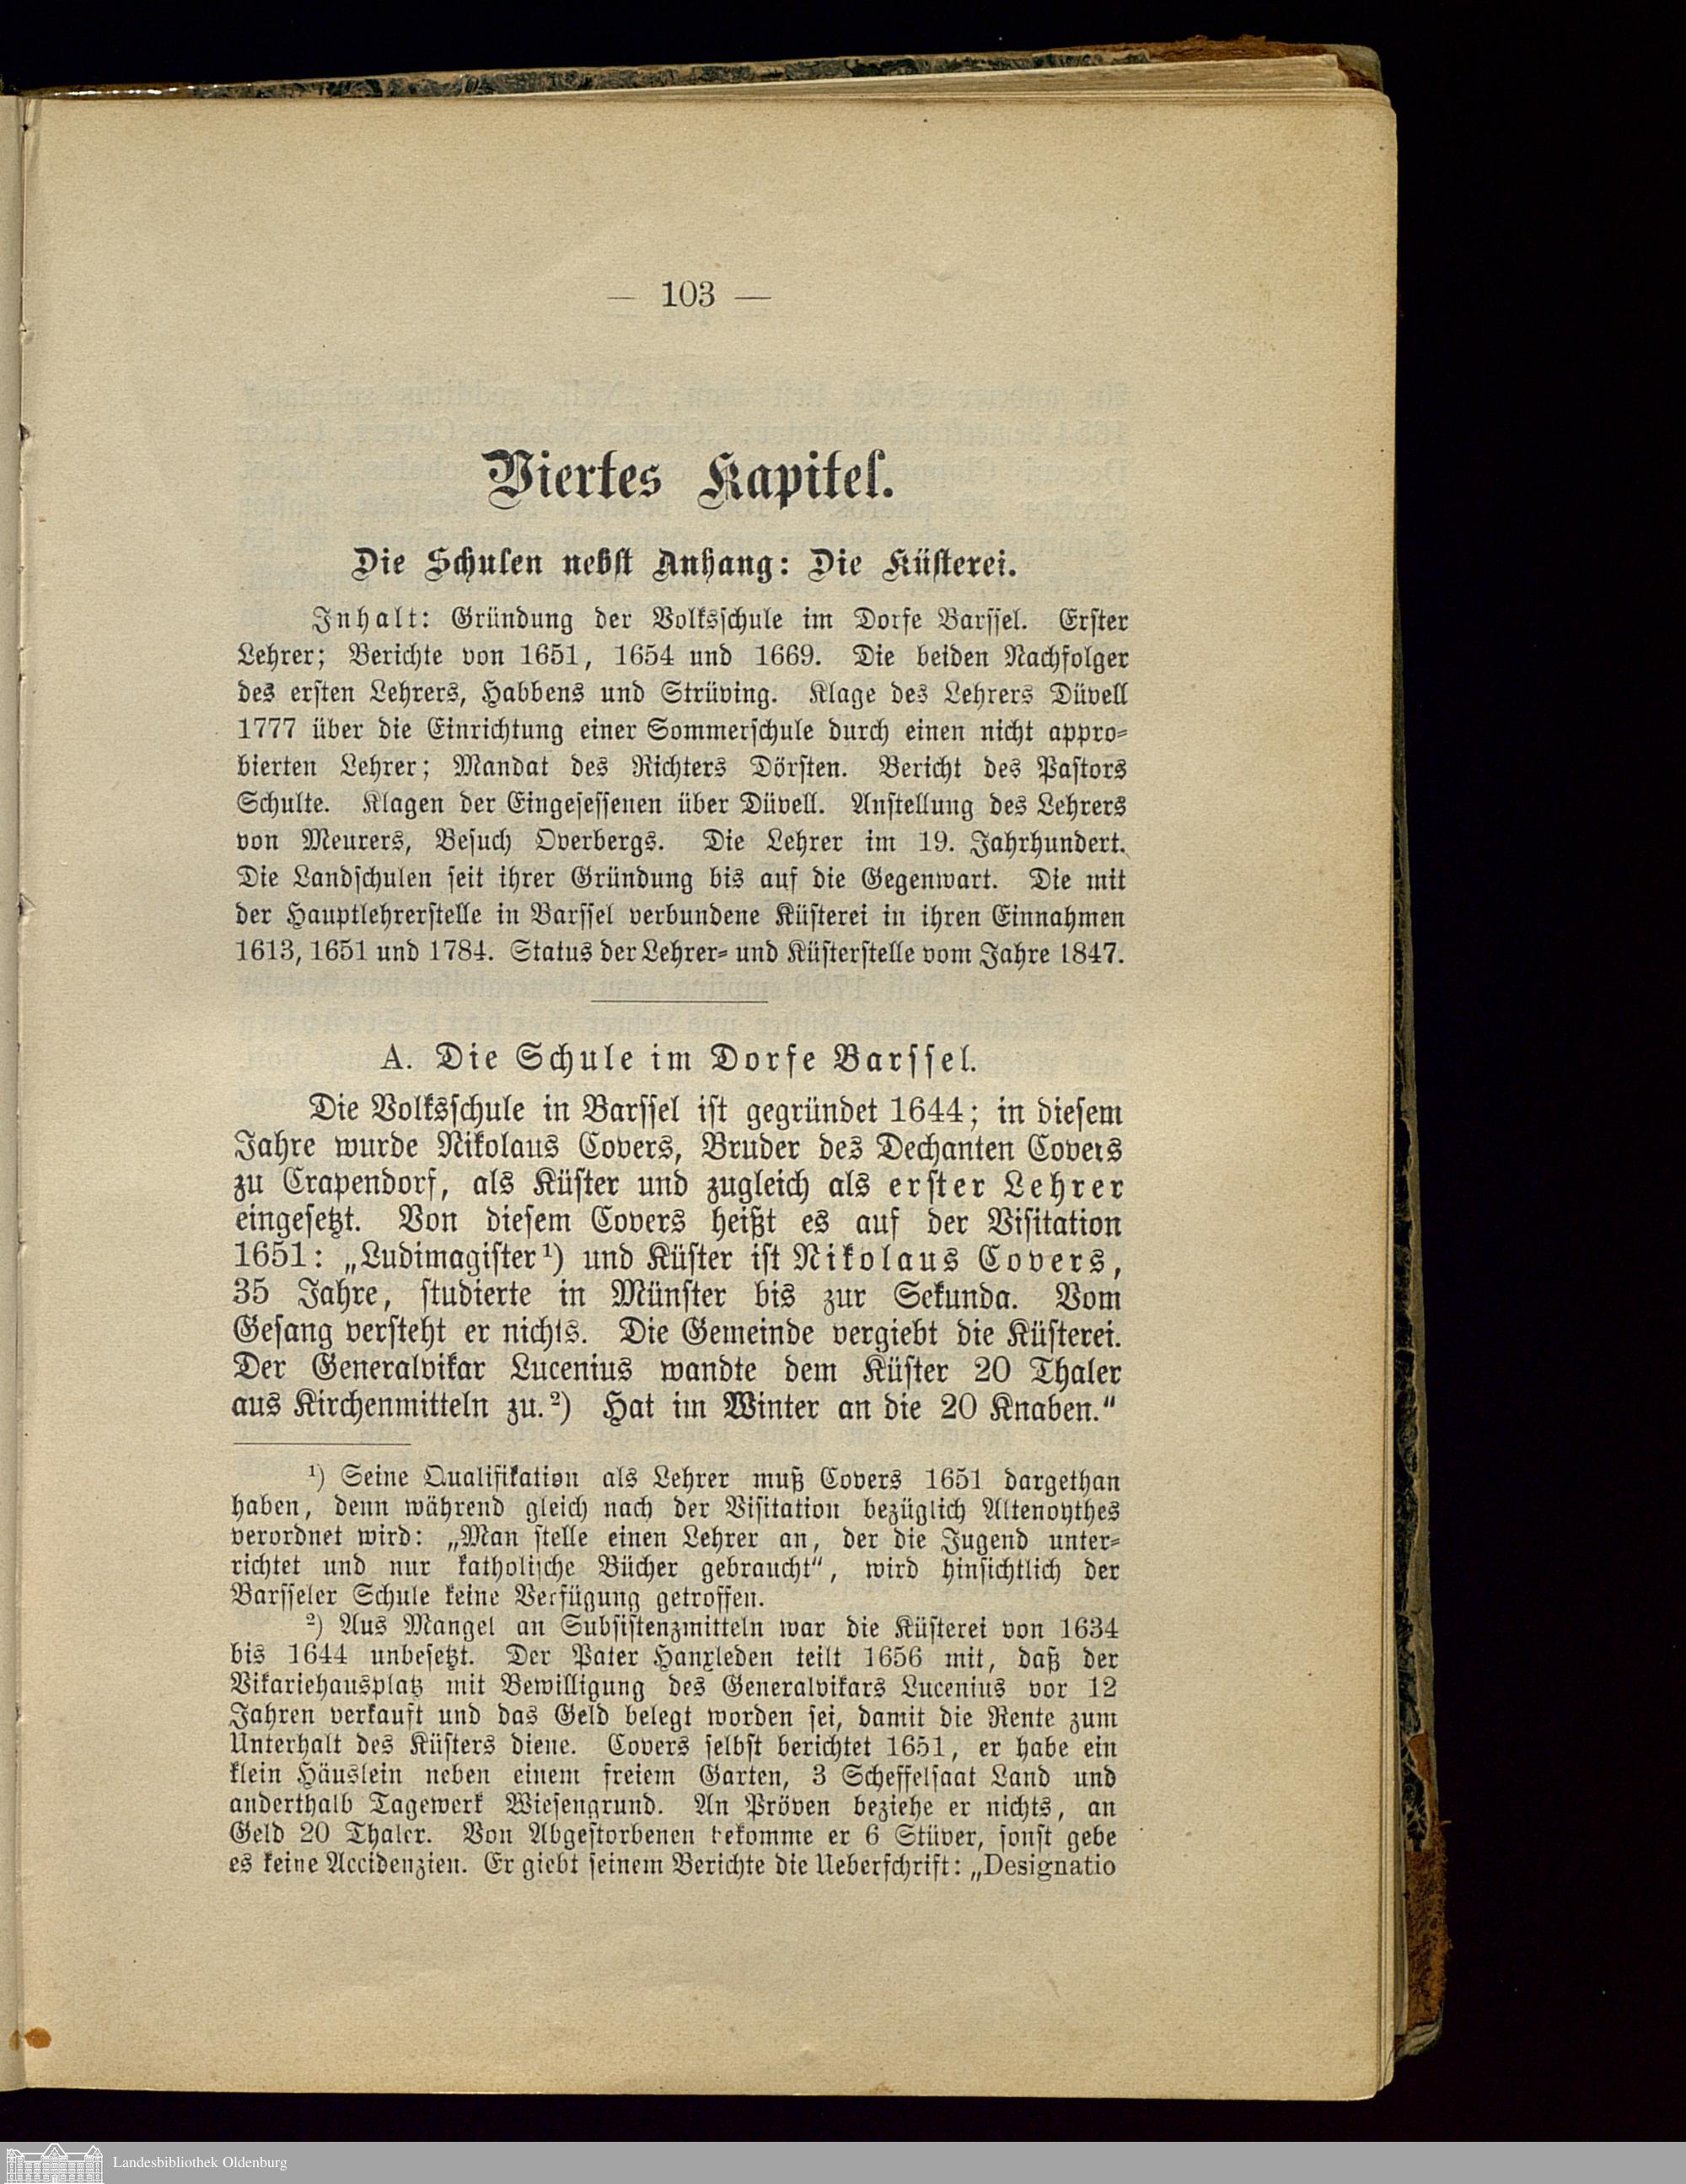 — 103 —
Viertes Kapitel.
Die Schulen nebst Anhang: Die Küsterei.
Inhalt: Gründung der Volksschule im Dorfe Barssel. Erster
Lehrer; Berichte von 1651, 1654 und 1669. Die beiden Nachfolger
des ersten Lehrers, Habbens und Strüving. Klage des Lehrers Düvell
1777 über die Einrichtung einer Sommerschule durch einen nicht appro-
bierten Lehrer; Mandat des Richters Dörsten. Bericht des Pastors
Schulte. Klagen der Eingesessenen über Düvell. Anstellung des Lehrers
von Meurers, Besuch Overbergs. Die Lehrer im 19. Jahrhundert.
Die Landschulen seit ihrer Gründung bis auf die Gegenwart. Die mit
der Hauptlehrerstelle in Barssel verbundene Küsterei in ihren Einnahmen
1613, 1651 und 1784. Status der Lehrer- und Küsterstelle vom Jahre 1847.
A. Die Schule im Dorfe Barssel.
Die Volksschule in Barssel ist gegründet 1644; in diesem
Jahre wurde Nikolaus Covers, Bruder des Dechanten Covers
zu Crapendorf, als Küster und zugleich als erster Lehrer
eingesetzt. Von diesem Covers heißt es auf der Visitation
1651: „Ludimagister¹) und Küster ist Nikolaus Covers,
35 Jahre, studierte in Münster bis zur Sekunda. Vom
Gesang versteht er nichts. Die Gemeinde vergiebt die Küsterei.
Der Generalvikar Lucenius wandte dem Küster 20 Thaler
aus Kirchenmitteln zu.²) Hat im Winter an die 20 Knaben."
¹) Seine Qualifikation als Lehrer muß Covers 1651 dargethan
haben, denn während gleich nach der Visitation bezüglich Altenoythes
verordnet wird: „Man stelle einen Lehrer an, der die Jugend unter-
richtet und nur katholische Bücher gebraucht", wird hinsichtlich der
Barsseler Schule keine Verfügung getroffen.
²) Aus Mangel an Subsistenzmitteln war die Küsterei von 1634
bis 1644 unbesetzt. Der Pater Hanxleden teilt 1656 mit, daß der
Vikariehausplatz mit Bewilligung des Generalvikars Lucenius vor 12
Jahren verkauft und das Geld belegt worden sei, damit die Rente zum
Unterhalt des Küsters diene. Covers selbst berichtet 1651, er habe ein
klein Häuslein neben einem freiem Garten, 3 Scheffelsaat Land und
anderthalb Tagewerk Wiesengrund. An Pröven beziehe er nichts, an
Geld 20 Thaler. Von Abgestorbenen bekomme er 6 Stüver, sonst gebe
es keine Accidenzien. Er giebt seinem Berichte die Ueberschrift: „Designatio
Landesbibliothek Oldenburg